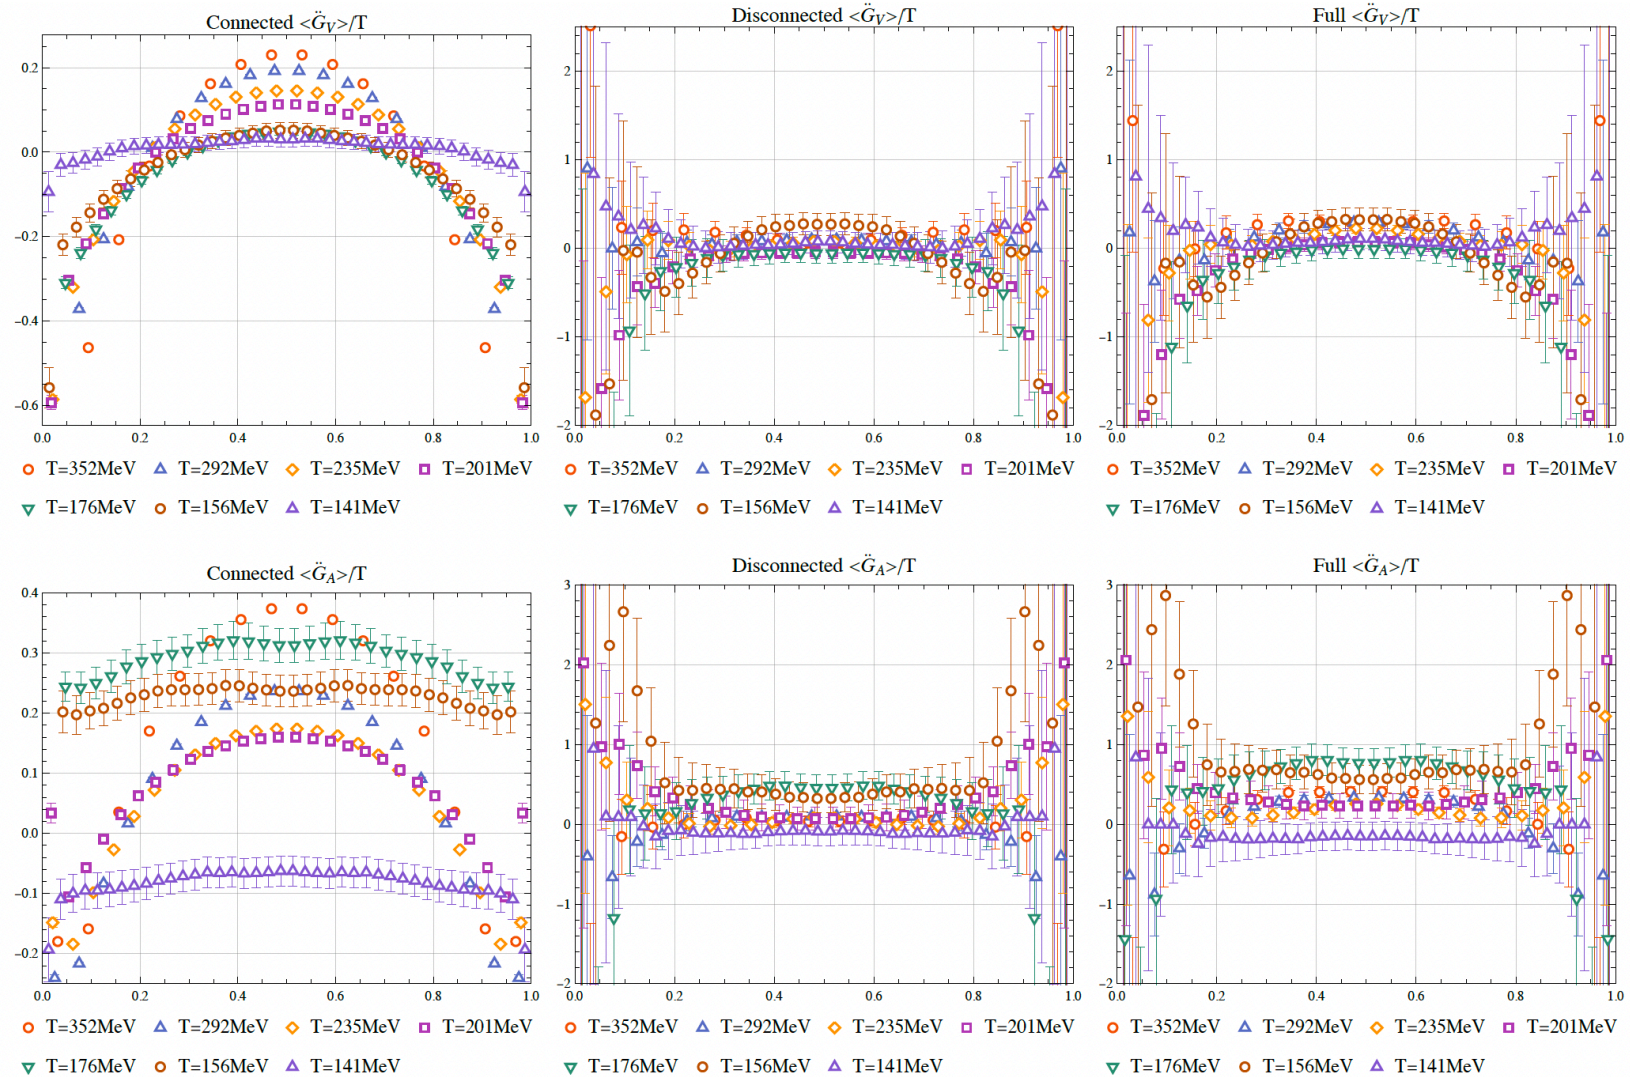 Connected <G̈_V>/T
0.2
0.0
−0.2
−0.4
−0.6
0.0 0.2 0.4 0.6 0.8 1.0
T=352MeV T=292MeV T=235MeV T=201MeV
T=176MeV T=156MeV T=141MeV
Disconnected <G̈_V>/T
2
1
0
−1
−2
0.0 0.2 0.4 0.6 0.8 1.0
T=352MeV T=292MeV T=235MeV T=201MeV
T=176MeV T=156MeV T=141MeV
Full <G̈_V>/T
2
1
0
−1
−2
0.0 0.2 0.4 0.6 0.8 1.0
T=352MeV T=292MeV T=235MeV T=201MeV
T=176MeV T=156MeV T=141MeV
Connected <G̈_A>/T
0.4
0.3
0.2
0.1
0.0
−0.1
−0.2
0.0 0.2 0.4 0.6 0.8 1.0
T=352MeV T=292MeV T=235MeV T=201MeV
T=176MeV T=156MeV T=141MeV
Disconnected <G̈_A>/T
3
2
1
0
−1
−2
0.0 0.2 0.4 0.6 0.8 1.0
T=352MeV T=292MeV T=235MeV T=201MeV
T=176MeV T=156MeV T=141MeV
Full <G̈_A>/T
3
2
1
0
−1
−2
0.0 0.2 0.4 0.6 0.8 1.0
T=352MeV T=292MeV T=235MeV T=201MeV
T=176MeV T=156MeV T=141MeV